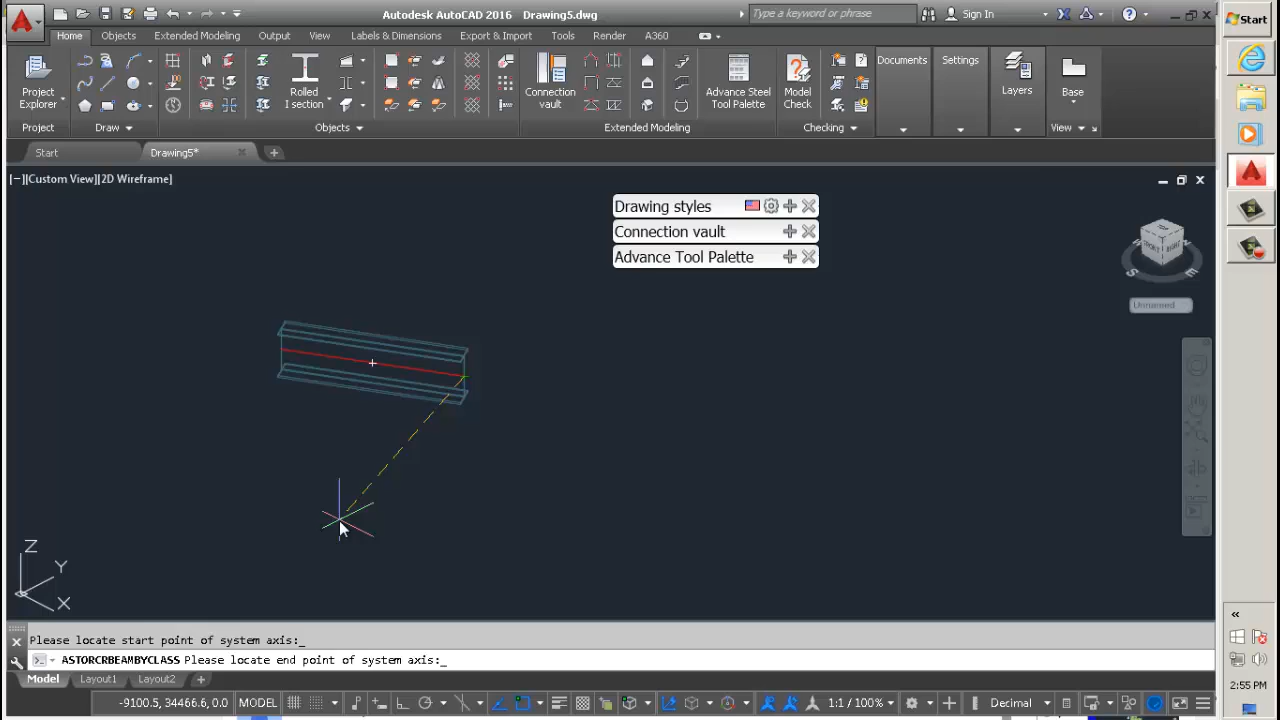 Autodesk AutoCAD 2016 Drawing5.dwg
Type a keyword or phrase
Sign In
Start
Home Objects Extended Modeling Output View Labels & Dimensions Export & Import Tools Render A360
Project Explorer
Rolled I section
Connection vault
Advance Steel Tool Palette
Model Check
Documents
Settings
Layers
Base
Project Draw Objects Extended Modeling Checking View
Start Drawing5*
[−][Custom View][2D Wireframe]
Drawing styles
Connection vault
Advance Tool Palette
S E
Unnamed
Z
Y
X
Please locate start point of system axis:_
ASTORCRBEAMBYCLASS Please locate end point of system axis:_
Model Layout1 Layout2
-9100.5, 34466.6, 0.0 MODEL 1:1 / 100% Decimal
2:55 PM